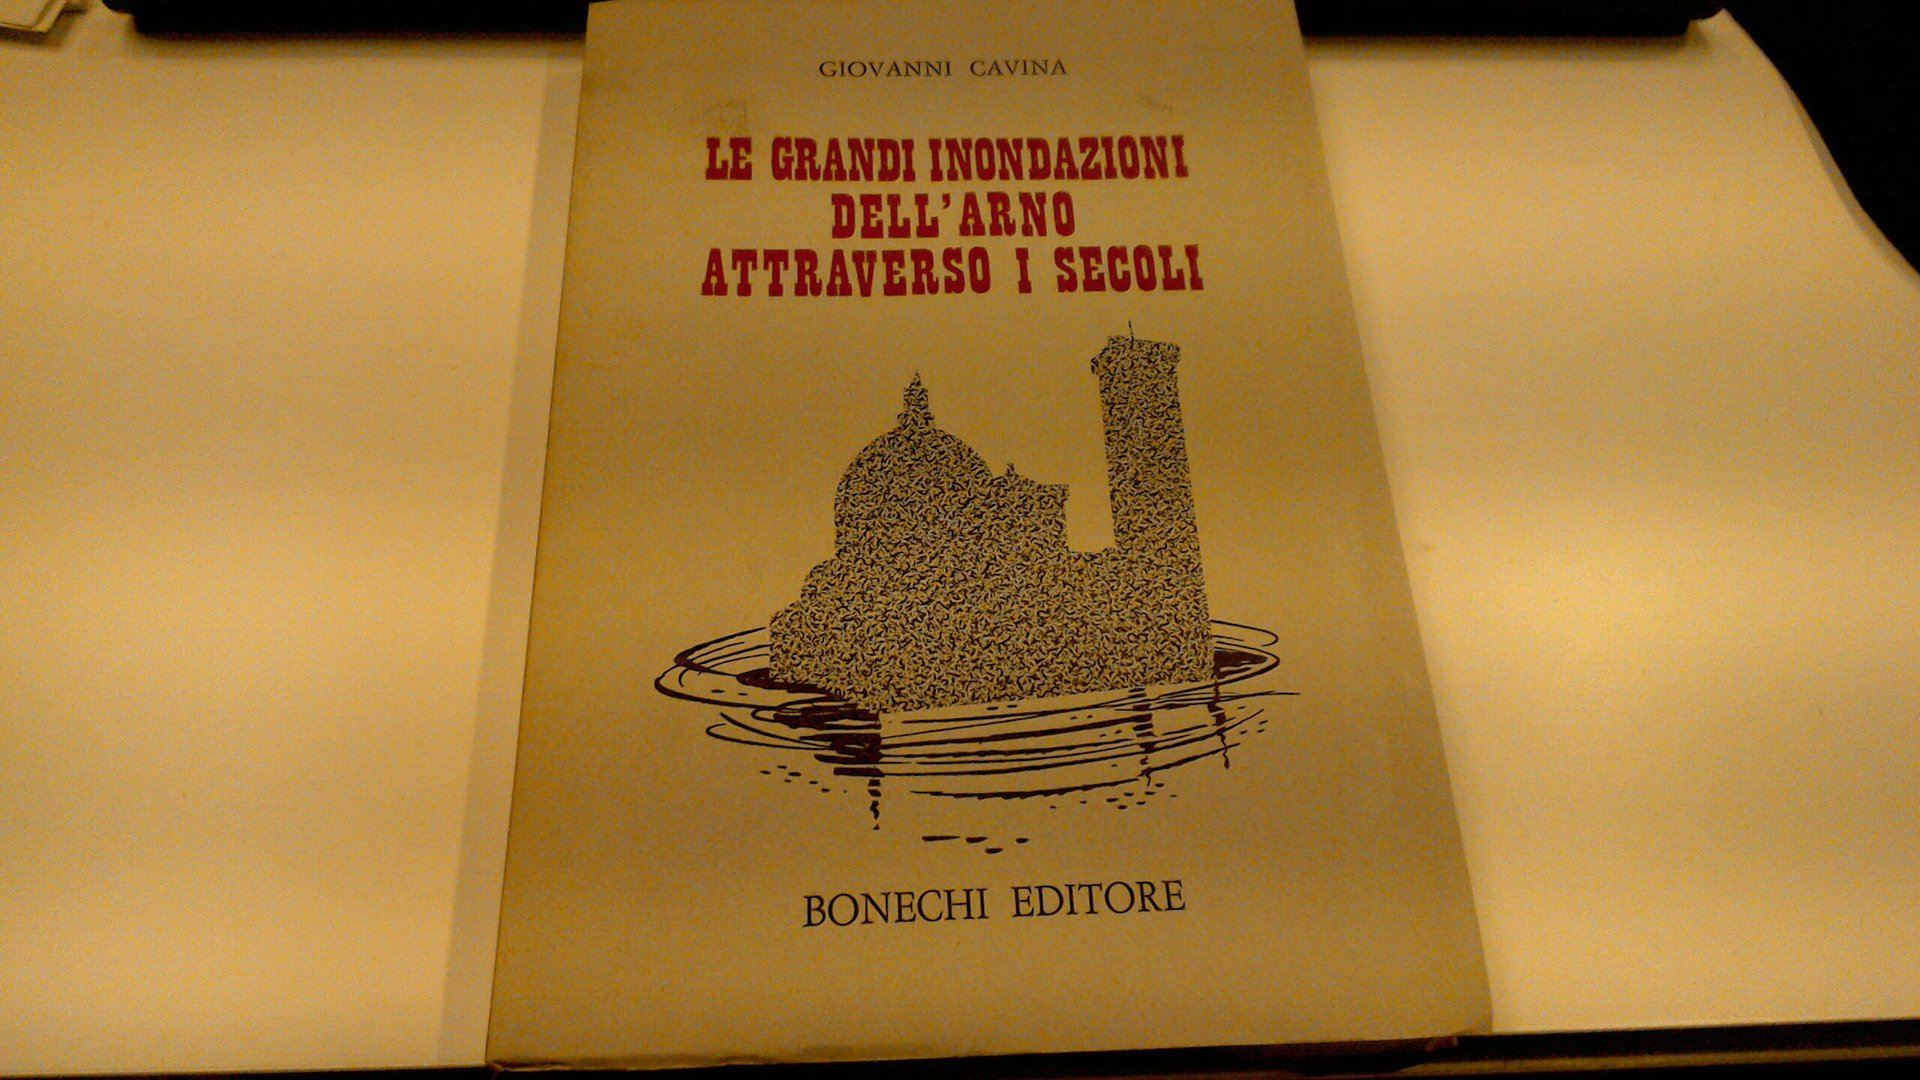 GIOVANNI CAVINA
LE GRANDI INONDAZIONI
DELL'ARNO
ATTRAVERSO I SECOLI
BONECHI EDITORE